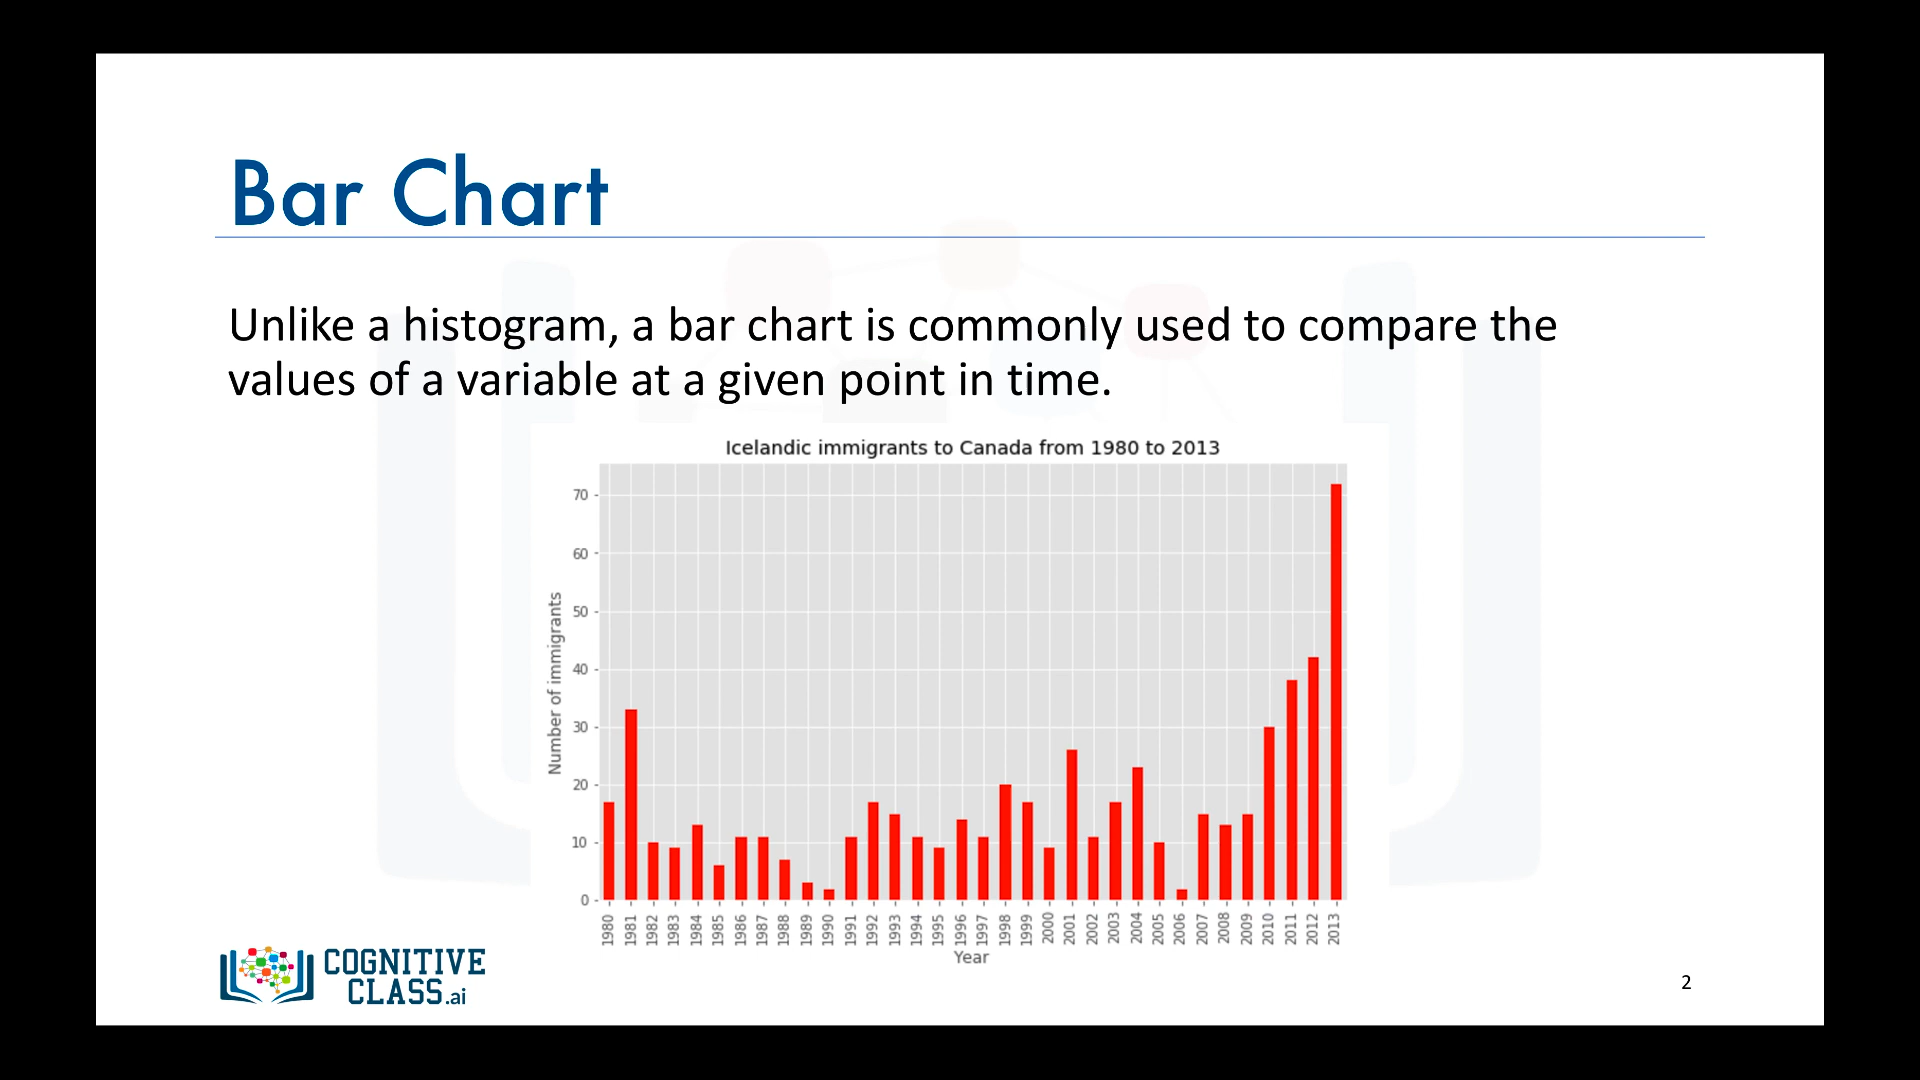 Bar Chart
Unlike a histogram, a bar chart is commonly used to compare the
values of a variable at a given point in time.
Icelandic immigrants to Canada from 1980 to 2013
Number of immigrants
70
60
50
40
30
20
10
0
1980 1981 1982 1983 1984 1985 1986 1987 1988 1989 1990 1991 1992 1993 1994 1995 1996 1997 1998 1999 2000 2001 2002 2003 2004 2005 2006 2007 2008 2009 2010 2011 2012 2013
Year
COGNITIVE
CLASS.ai
2